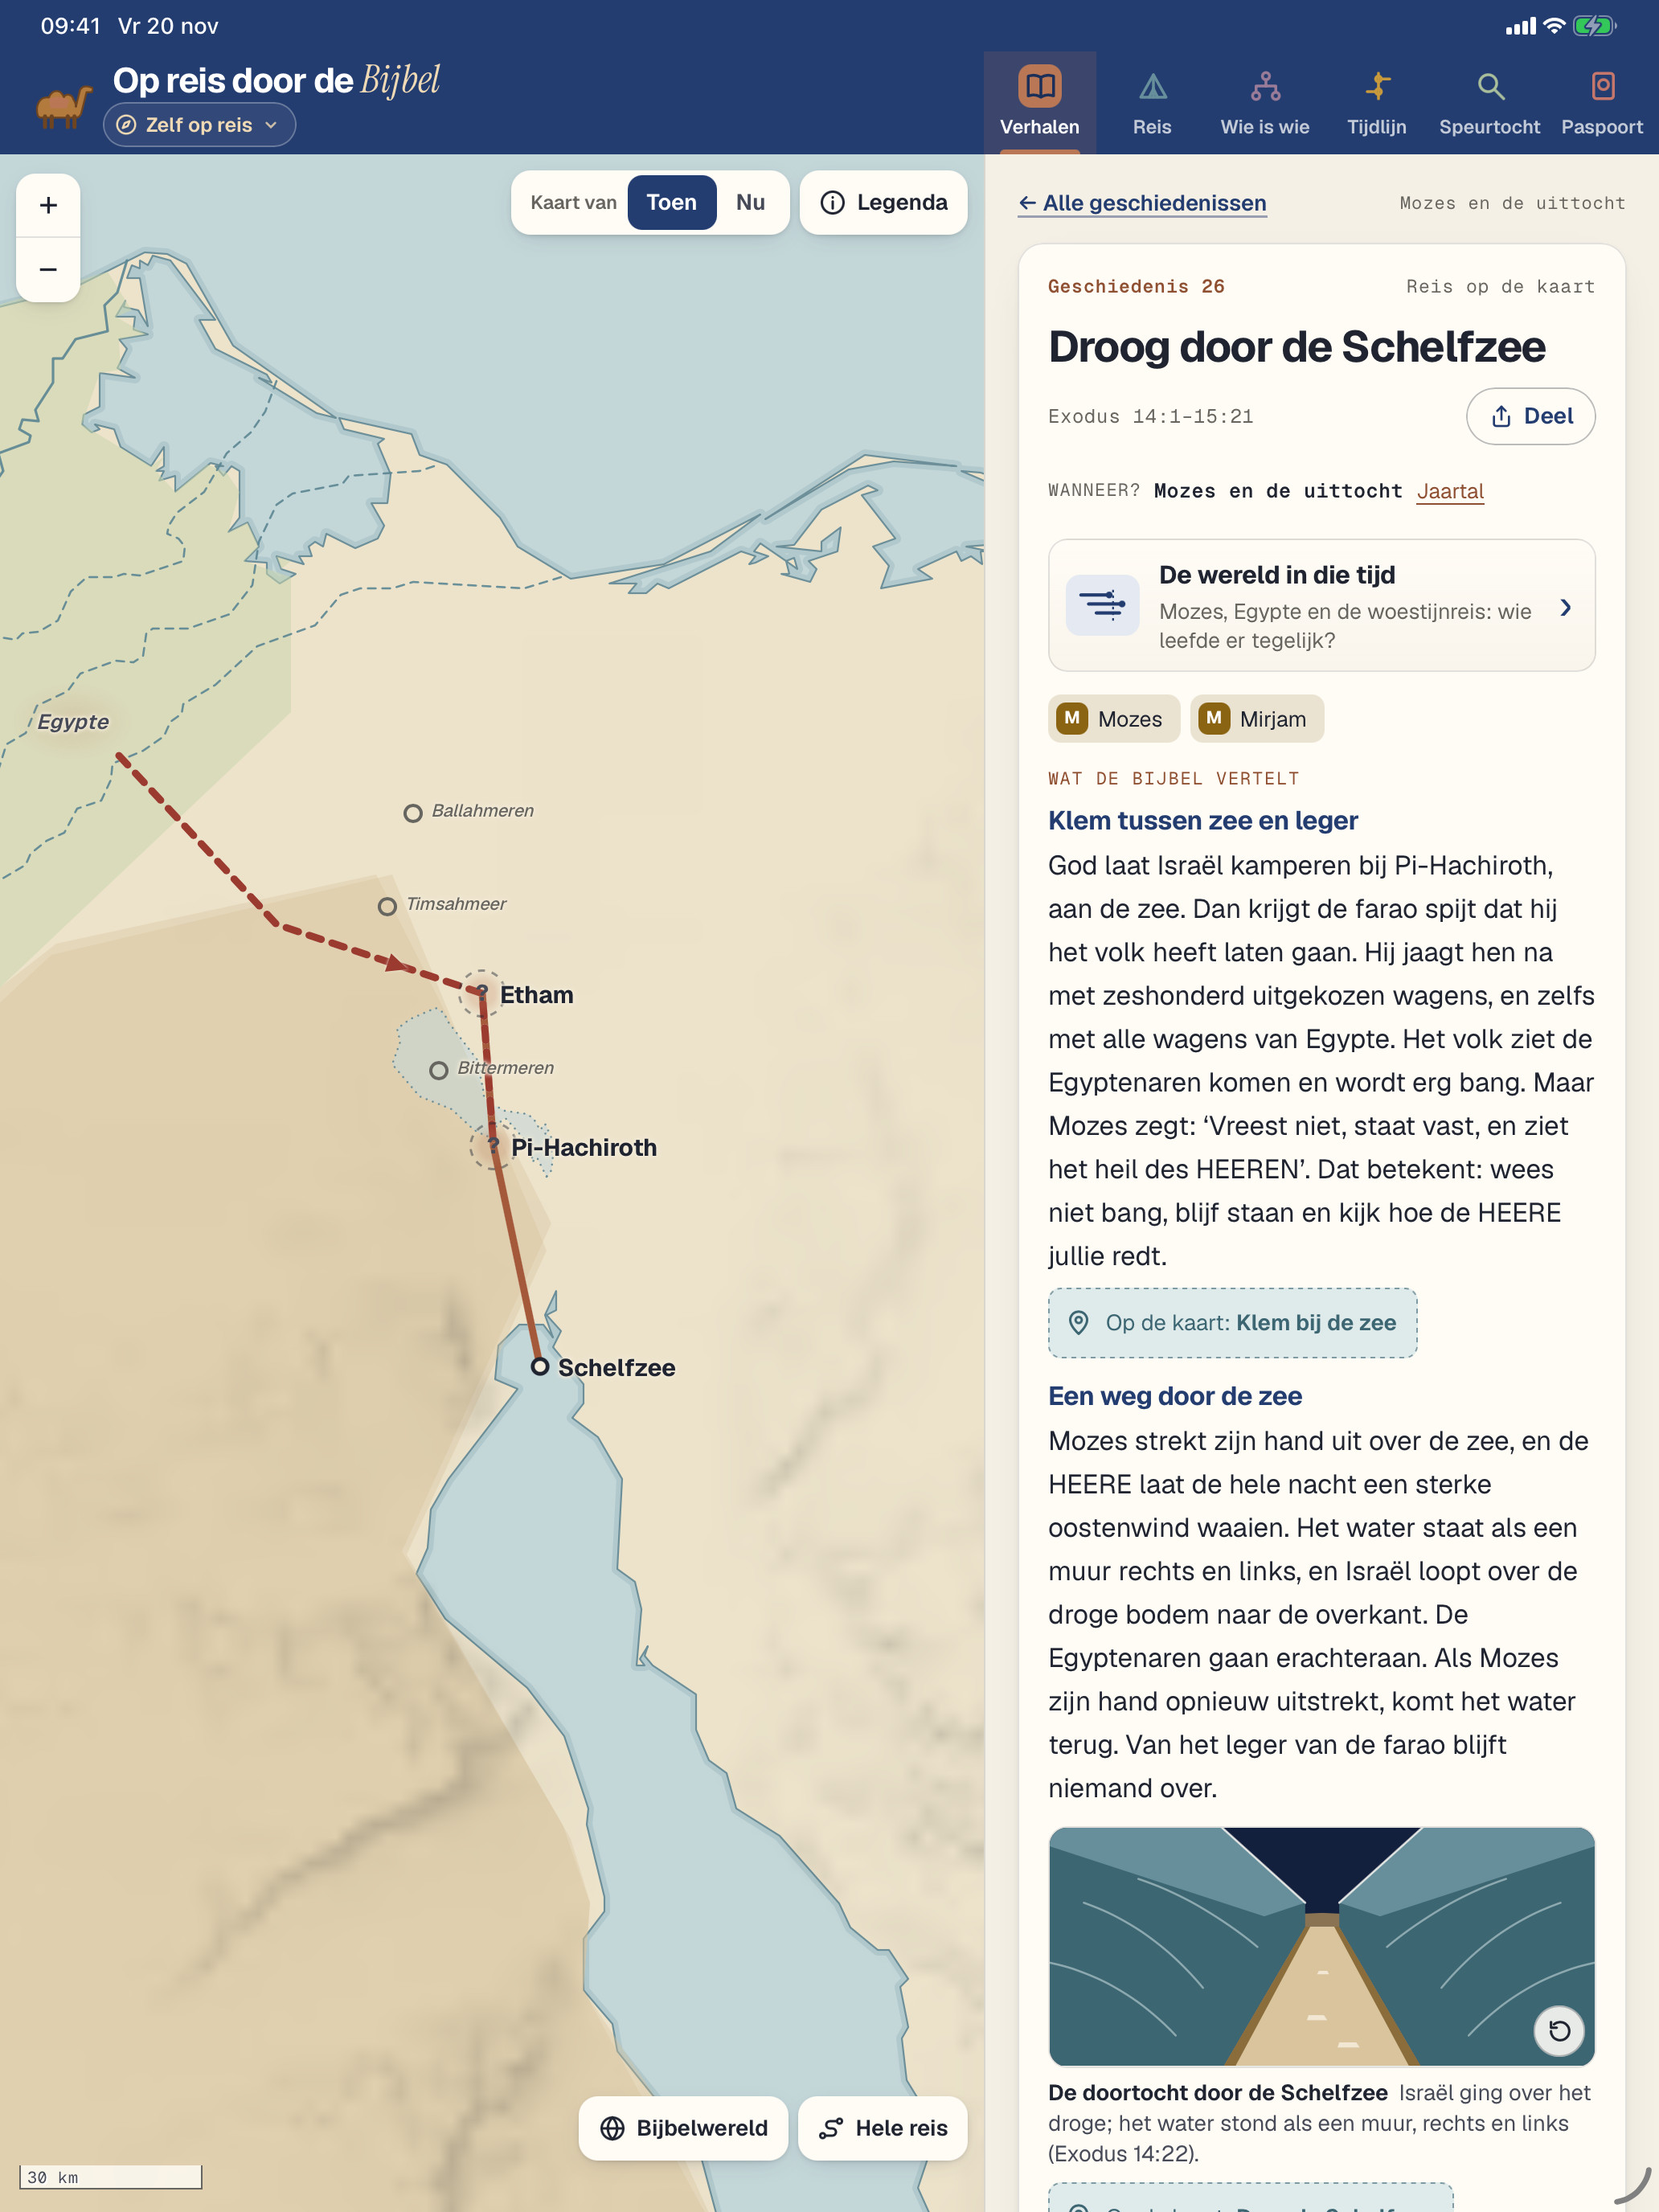 09:41 Vr 20 nov
Op reis door de Bijbel
Zelf op reis
Verhalen
Reis
Wie is wie
Tijdlijn
Speurtocht
Paspoort
+
−
Kaart van Toen Nu
Legenda
Egypte
Ballahmeren
Timsahmeer
? Etham
Bittermeren
? Pi-Hachiroth
Schelfzee
Bijbelwereld
Hele reis
30 km
← Alle geschiedenissen
Mozes en de uittocht
Geschiedenis 26
Reis op de kaart
Droog door de Schelfzee
Exodus 14:1–15:21
Deel
WANNEER? Mozes en de uittocht Jaartal
De wereld in die tijd
Mozes, Egypte en de woestijnreis: wie
leefde er tegelijk?
M Mozes
M Mirjam
WAT DE BIJBEL VERTELT
Klem tussen zee en leger
God laat Israël kamperen bij Pi-Hachiroth,
aan de zee. Dan krijgt de farao spijt dat hij
het volk heeft laten gaan. Hij jaagt hen na
met zeshonderd uitgekozen wagens, en zelfs
met alle wagens van Egypte. Het volk ziet de
Egyptenaren komen en wordt erg bang. Maar
Mozes zegt: ‘Vreest niet, staat vast, en ziet
het heil des HEEREN’. Dat betekent: wees
niet bang, blijf staan en kijk hoe de HEERE
jullie redt.
Op de kaart: Klem bij de zee
Een weg door de zee
Mozes strekt zijn hand uit over de zee, en de
HEERE laat de hele nacht een sterke
oostenwind waaien. Het water staat als een
muur rechts en links, en Israël loopt over de
droge bodem naar de overkant. De
Egyptenaren gaan erachteraan. Als Mozes
zijn hand opnieuw uitstrekt, komt het water
terug. Van het leger van de farao blijft
niemand over.
De doortocht door de Schelfzee Israël ging over het
droge; het water stond als een muur, rechts en links
(Exodus 14:22).